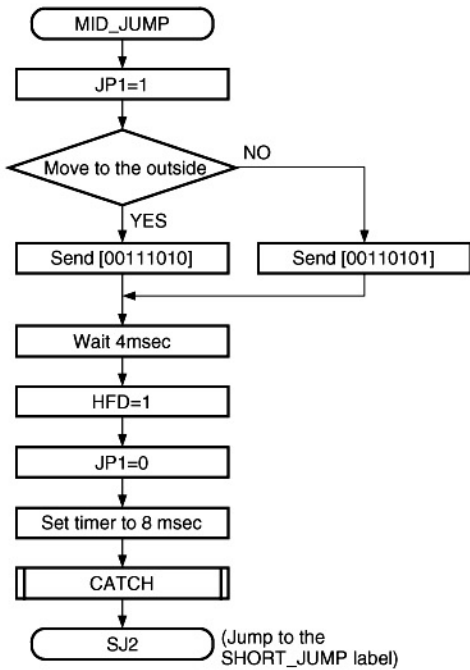 MID_JUMP
JP1=1
Move to the outside
NO
YES
Send [00111010]
Send [00110101]
Wait 4msec
HFD=1
JP1=0
Set timer to 8 msec
CATCH
SJ2
(Jump to the
SHORT_JUMP label)